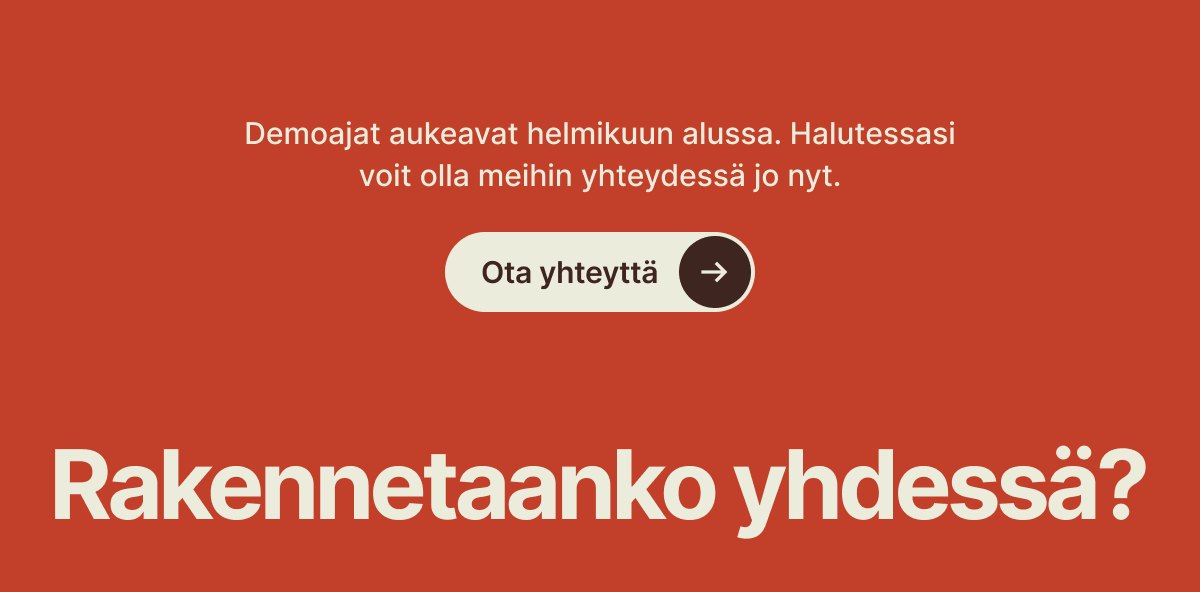 Demoajat aukeavat helmikuun alussa. Halutessasi
voit olla meihin yhteydessä jo nyt.
Ota yhteyttä
Rakennetaanko yhdessä?